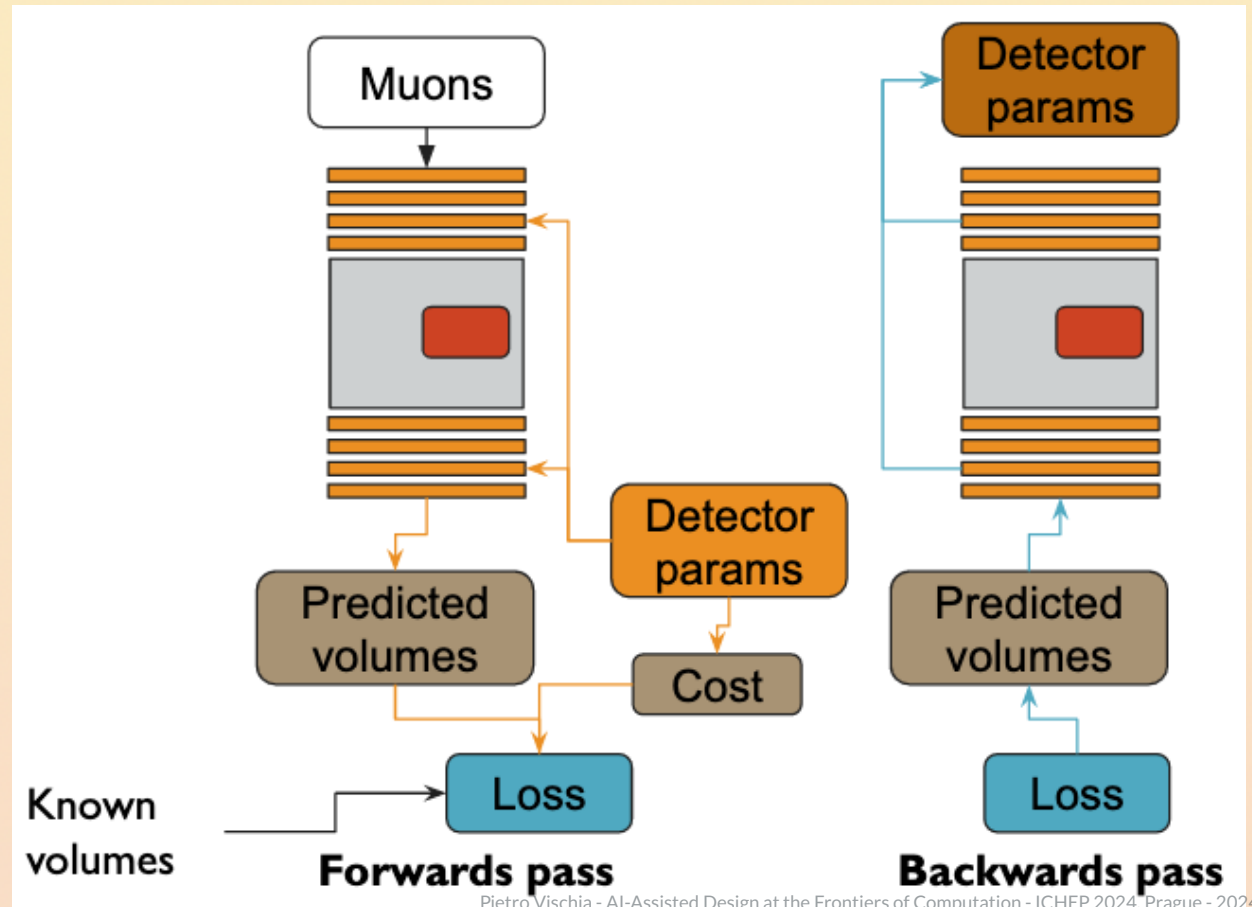 Muons
Detector
params
Predicted
volumes
Cost
Loss
Known
volumes
Forwards pass
Detector
params
Predicted
volumes
Loss
Backwards pass
Pietro Vischia - AI-Assisted Design at the Frontiers of Computation - ICHEP 2024, Prague - 2024